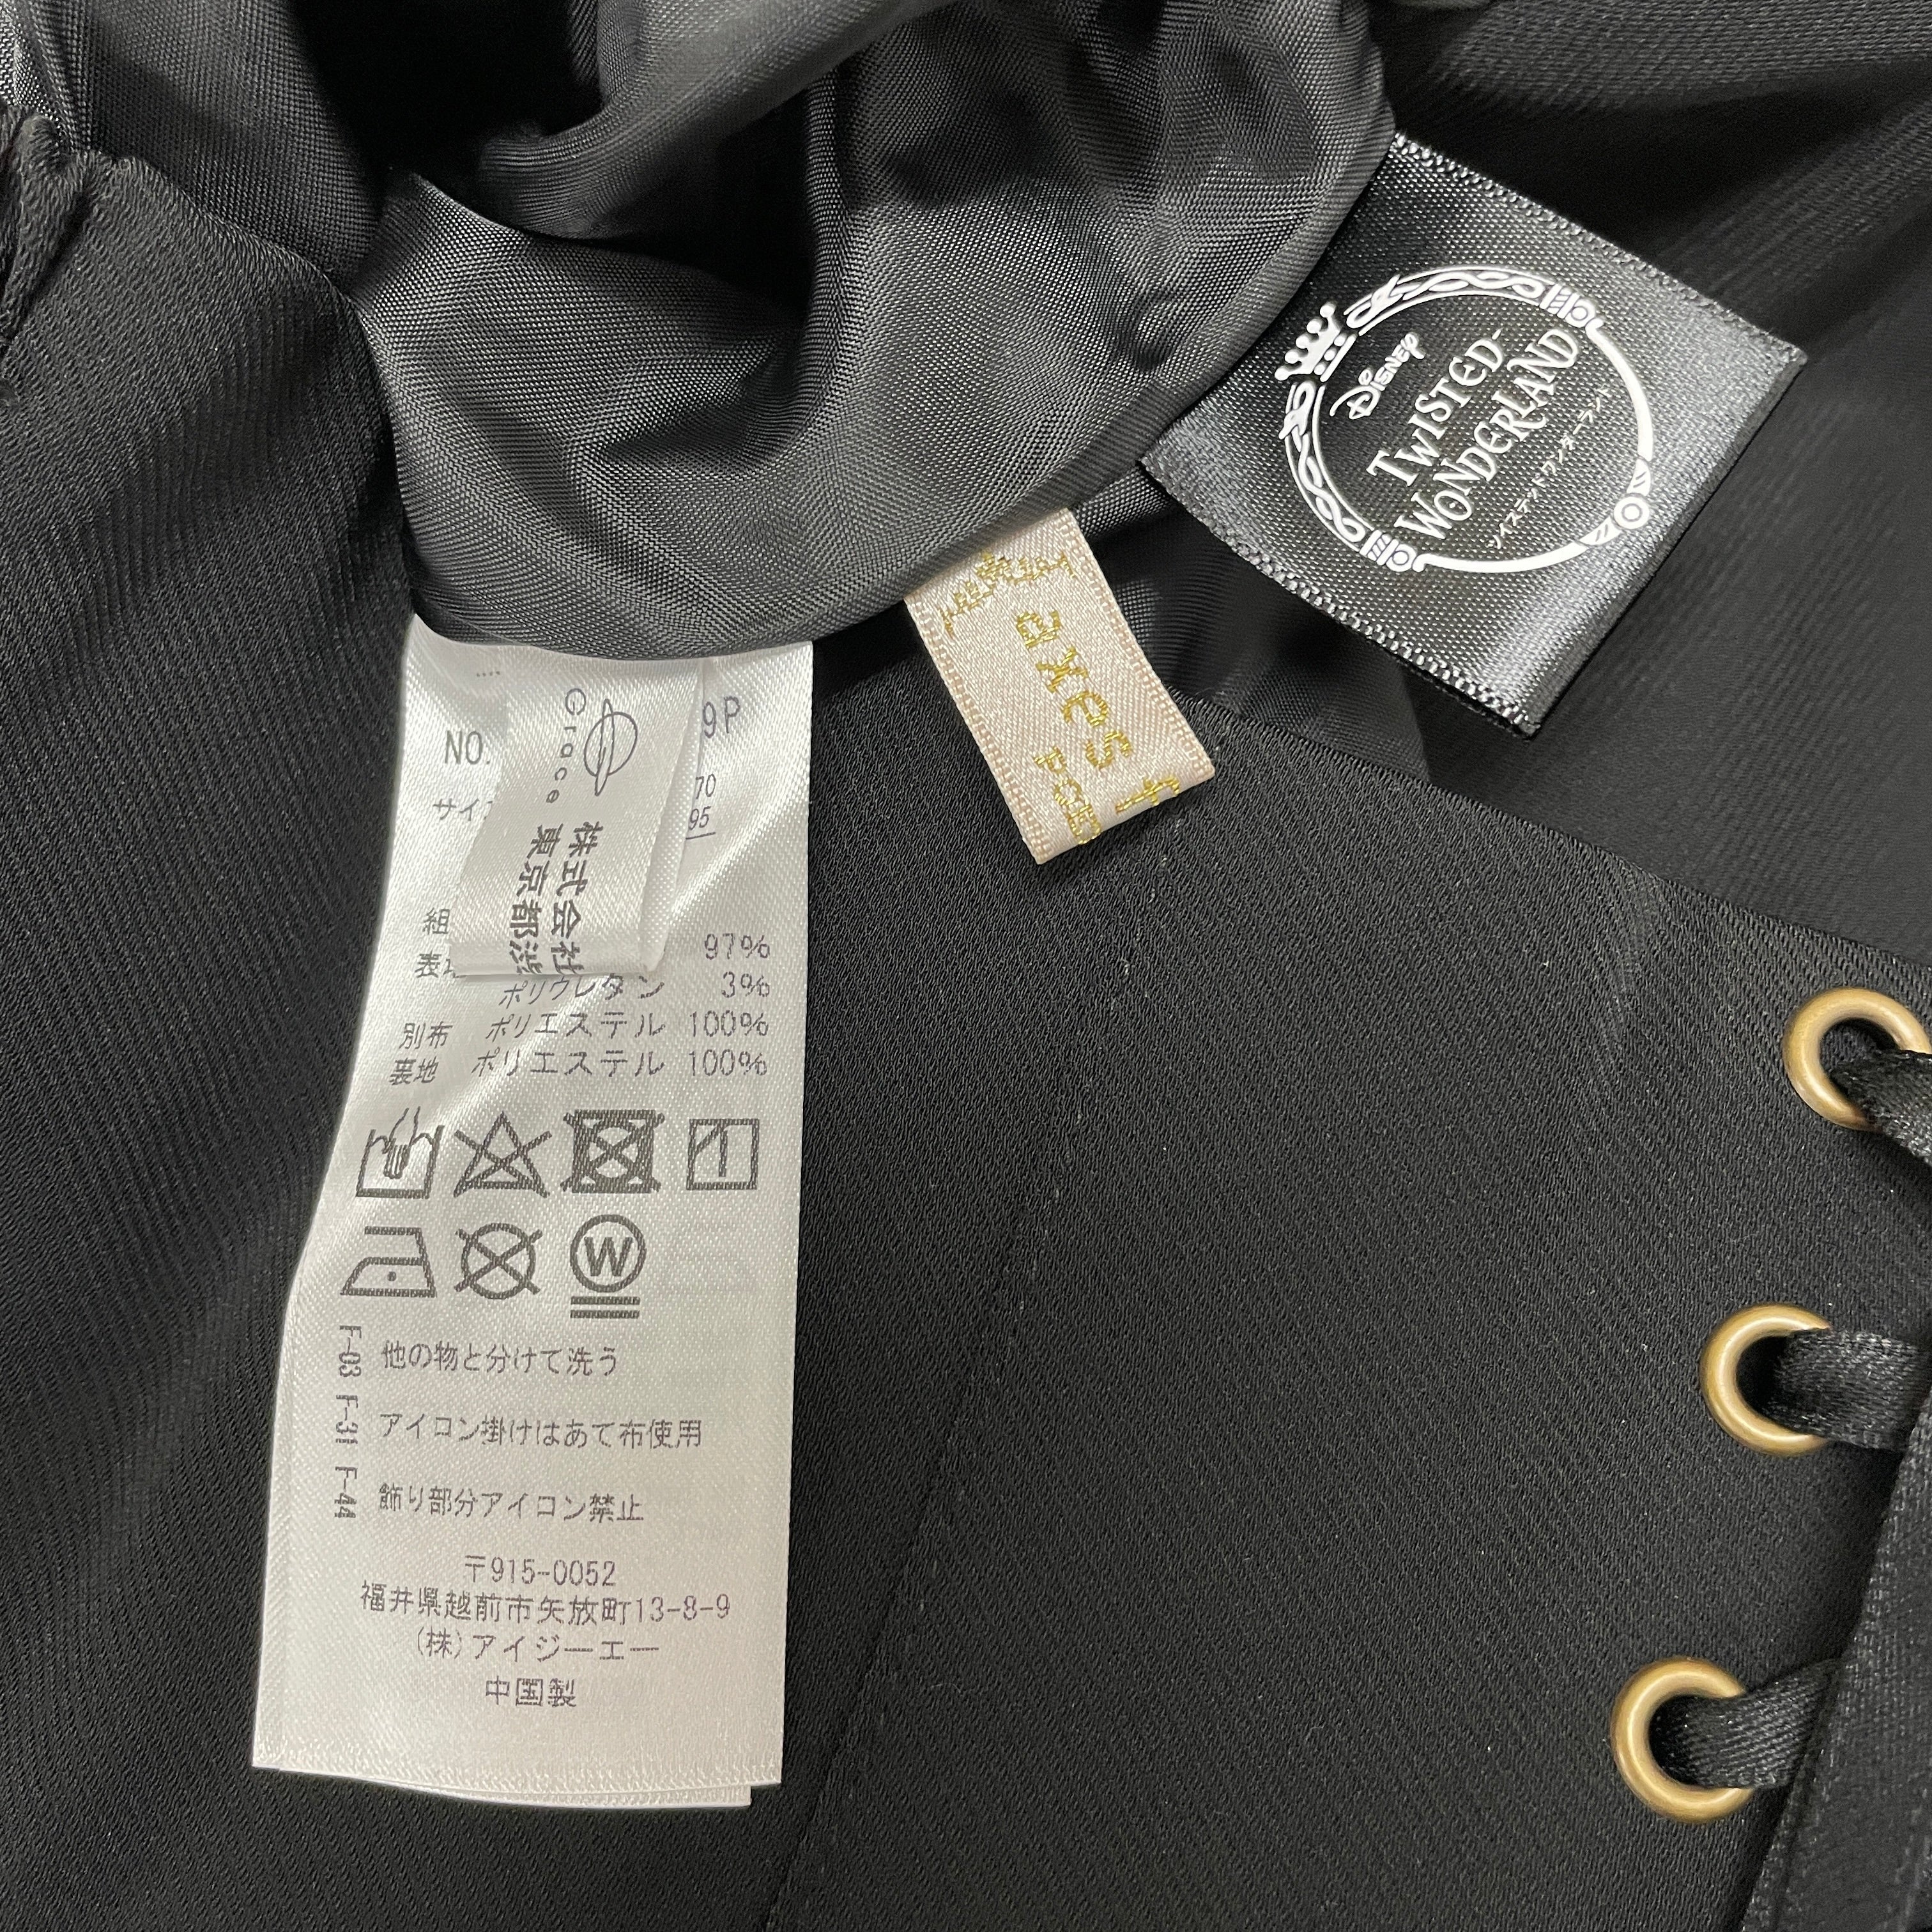 NO.
9P
サイ
70
95
Grace
株式会社
東京都渋
組
表
97%
ポリウレタン 3%
別布 ポリエステル 100%
裏地 ポリエステル 100%
W
F-03 他の物と分けて洗う
F-31 アイロン掛けはあて布使用
F-44 飾り部分アイロン禁止
〒915-0052
福井県越前市矢放町13-8-9
(株)アイジーエー
中国製
axes f
poe
Disney
TWISTED-
WONDERLAND
ツイステッドワンダーランド